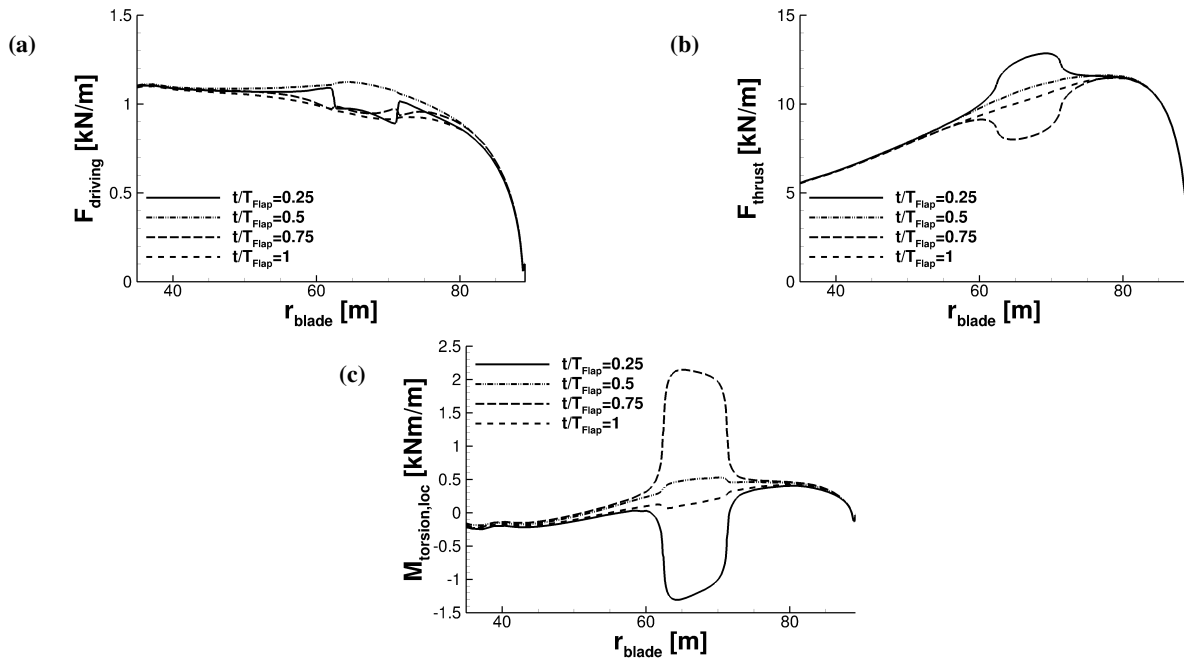 (a)
F_driving [kN/m]
1.5
1
0.5
0
t/T_Flap=0.25
t/T_Flap=0.5
t/T_Flap=0.75
t/T_Flap=1
40 60 80
r_blade [m]
(b)
F_thrust [kN/m]
15
10
5
0
t/T_Flap=0.25
t/T_Flap=0.5
t/T_Flap=0.75
t/T_Flap=1
40 60 80
r_blade [m]
(c)
M_torsion,loc [kNm/m]
2.5
2
1.5
1
0.5
0
-0.5
-1
-1.5
t/T_Flap=0.25
t/T_Flap=0.5
t/T_Flap=0.75
t/T_Flap=1
40 60 80
r_blade [m]